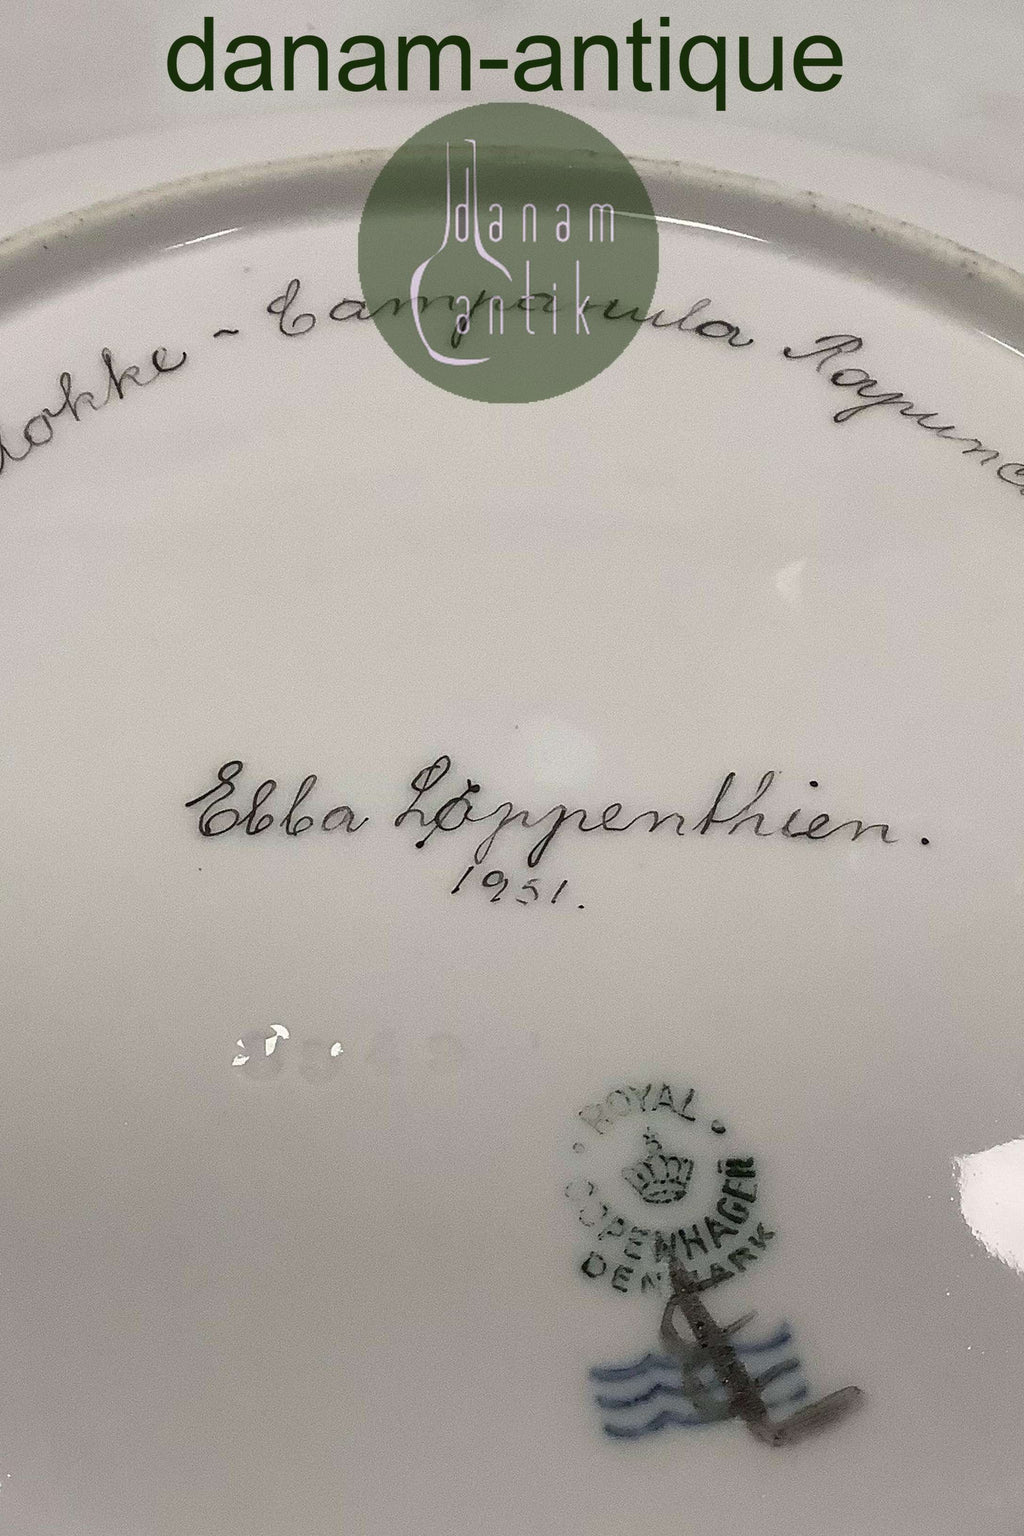 danam-antique
danam
antik
lokke - Campanula Rapunc
Ebba Løppenthien.
1951.
ROYAL
COPENHAGEN
DENMARK